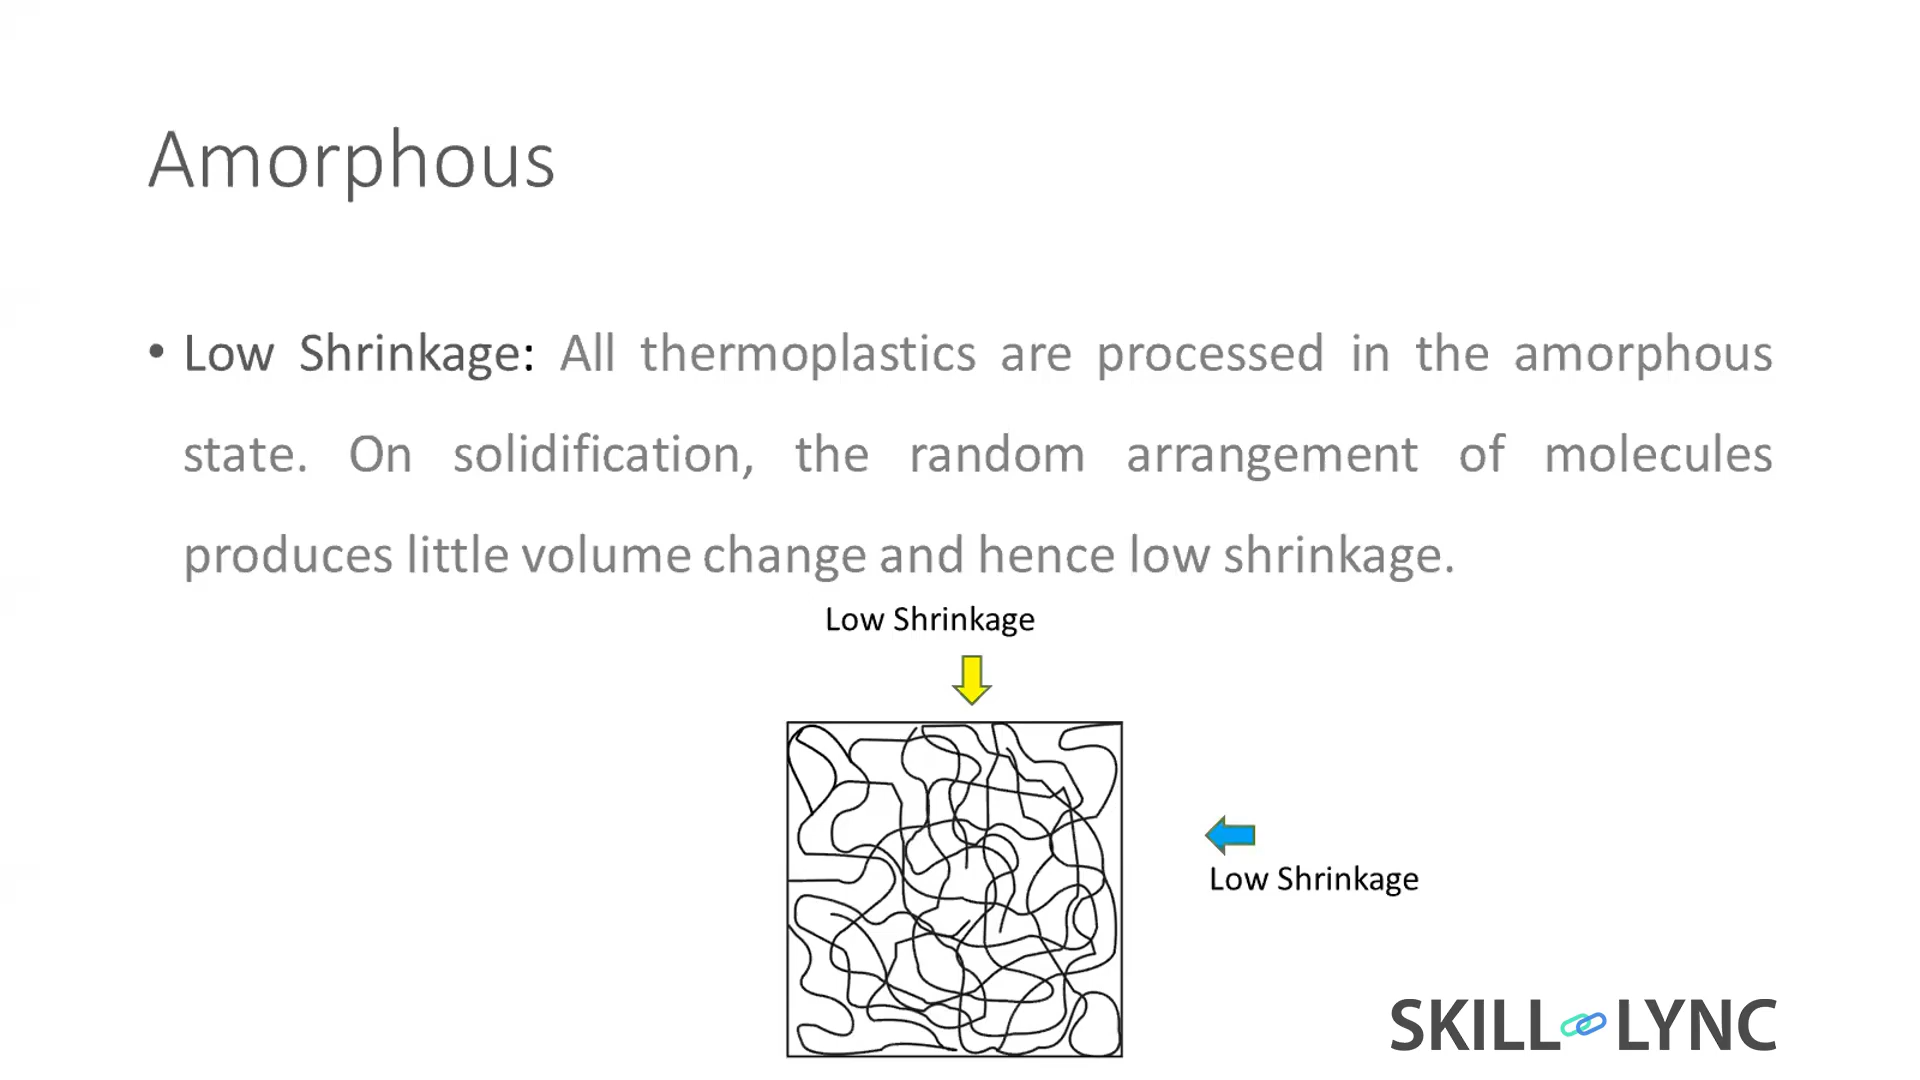 Amorphous
• Low Shrinkage: All thermoplastics are processed in the amorphous
state. On solidification, the random arrangement of molecules
produces little volume change and hence low shrinkage.
Low Shrinkage
Low Shrinkage
SKILL LYNC